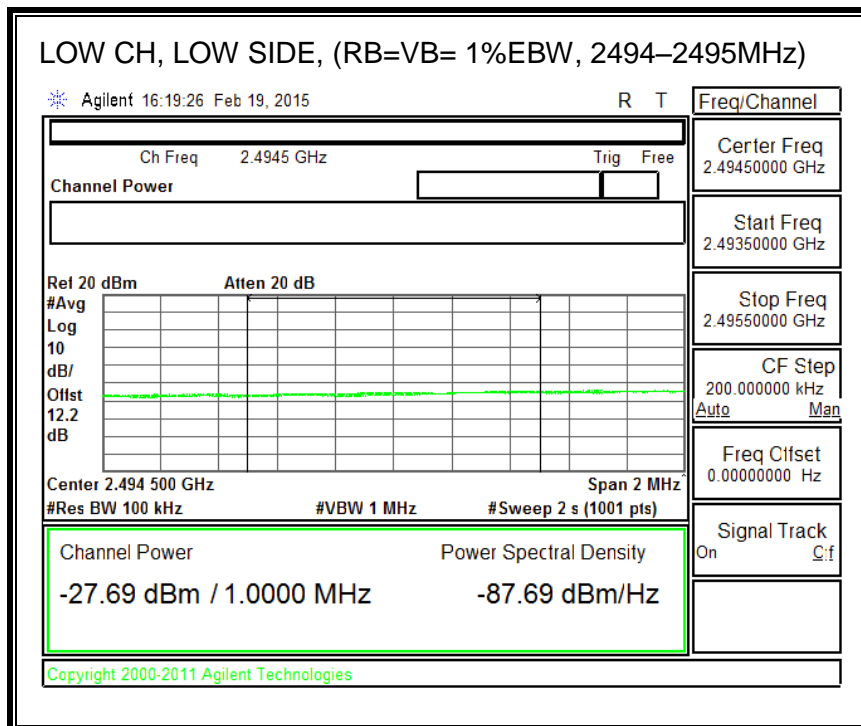 LOW CH, LOW SIDE, (RB=VB= 1%EBW, 2494–2495MHz)
Agilent 16:19:26 Feb 19, 2015 R T
Freq/Channel
Ch Freq 2.4945 GHz Trig Free
Channel Power
Center Freq
2.49450000 GHz
Start Freq
2.49350000 GHz
Stop Freq
2.49550000 GHz
CF Step
200.000000 kHz
Auto Man
Freq Offset
0.00000000 Hz
Signal Track
On Off
Ref 20 dBm Atten 20 dB
#Avg
Log
10
dB/
Offst
12.2
dB
Center 2.494 500 GHz Span 2 MHz
#Res BW 100 kHz #VBW 1 MHz #Sweep 2 s (1001 pts)
Channel Power Power Spectral Density
-27.69 dBm / 1.0000 MHz -87.69 dBm/Hz
Copyright 2000-2011 Agilent Technologies